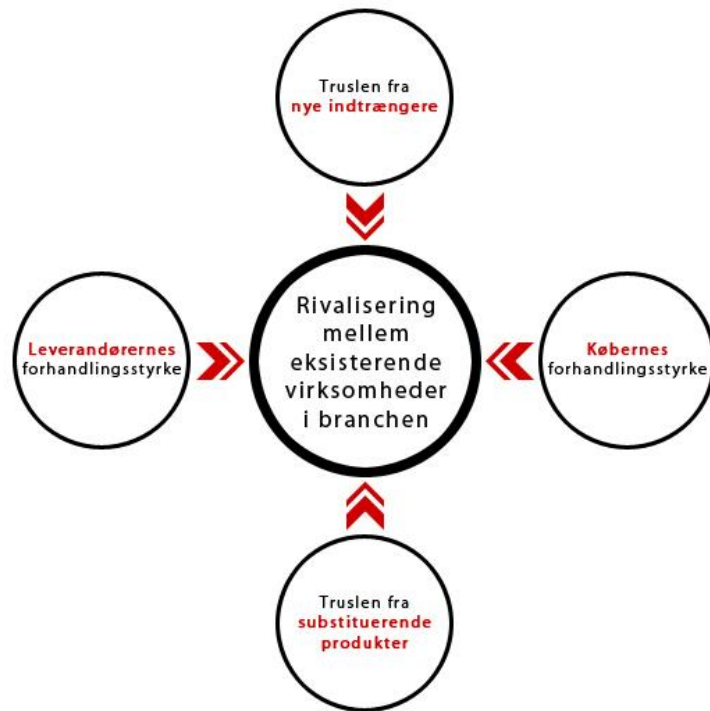 Truslen fra
nye indtrængere
Leverandørernes
forhandlingsstyrke
Rivalisering
mellem
eksisterende
virksomheder
i branchen
Købernes
forhandlingsstyrke
Truslen fra
substituerende
produkter